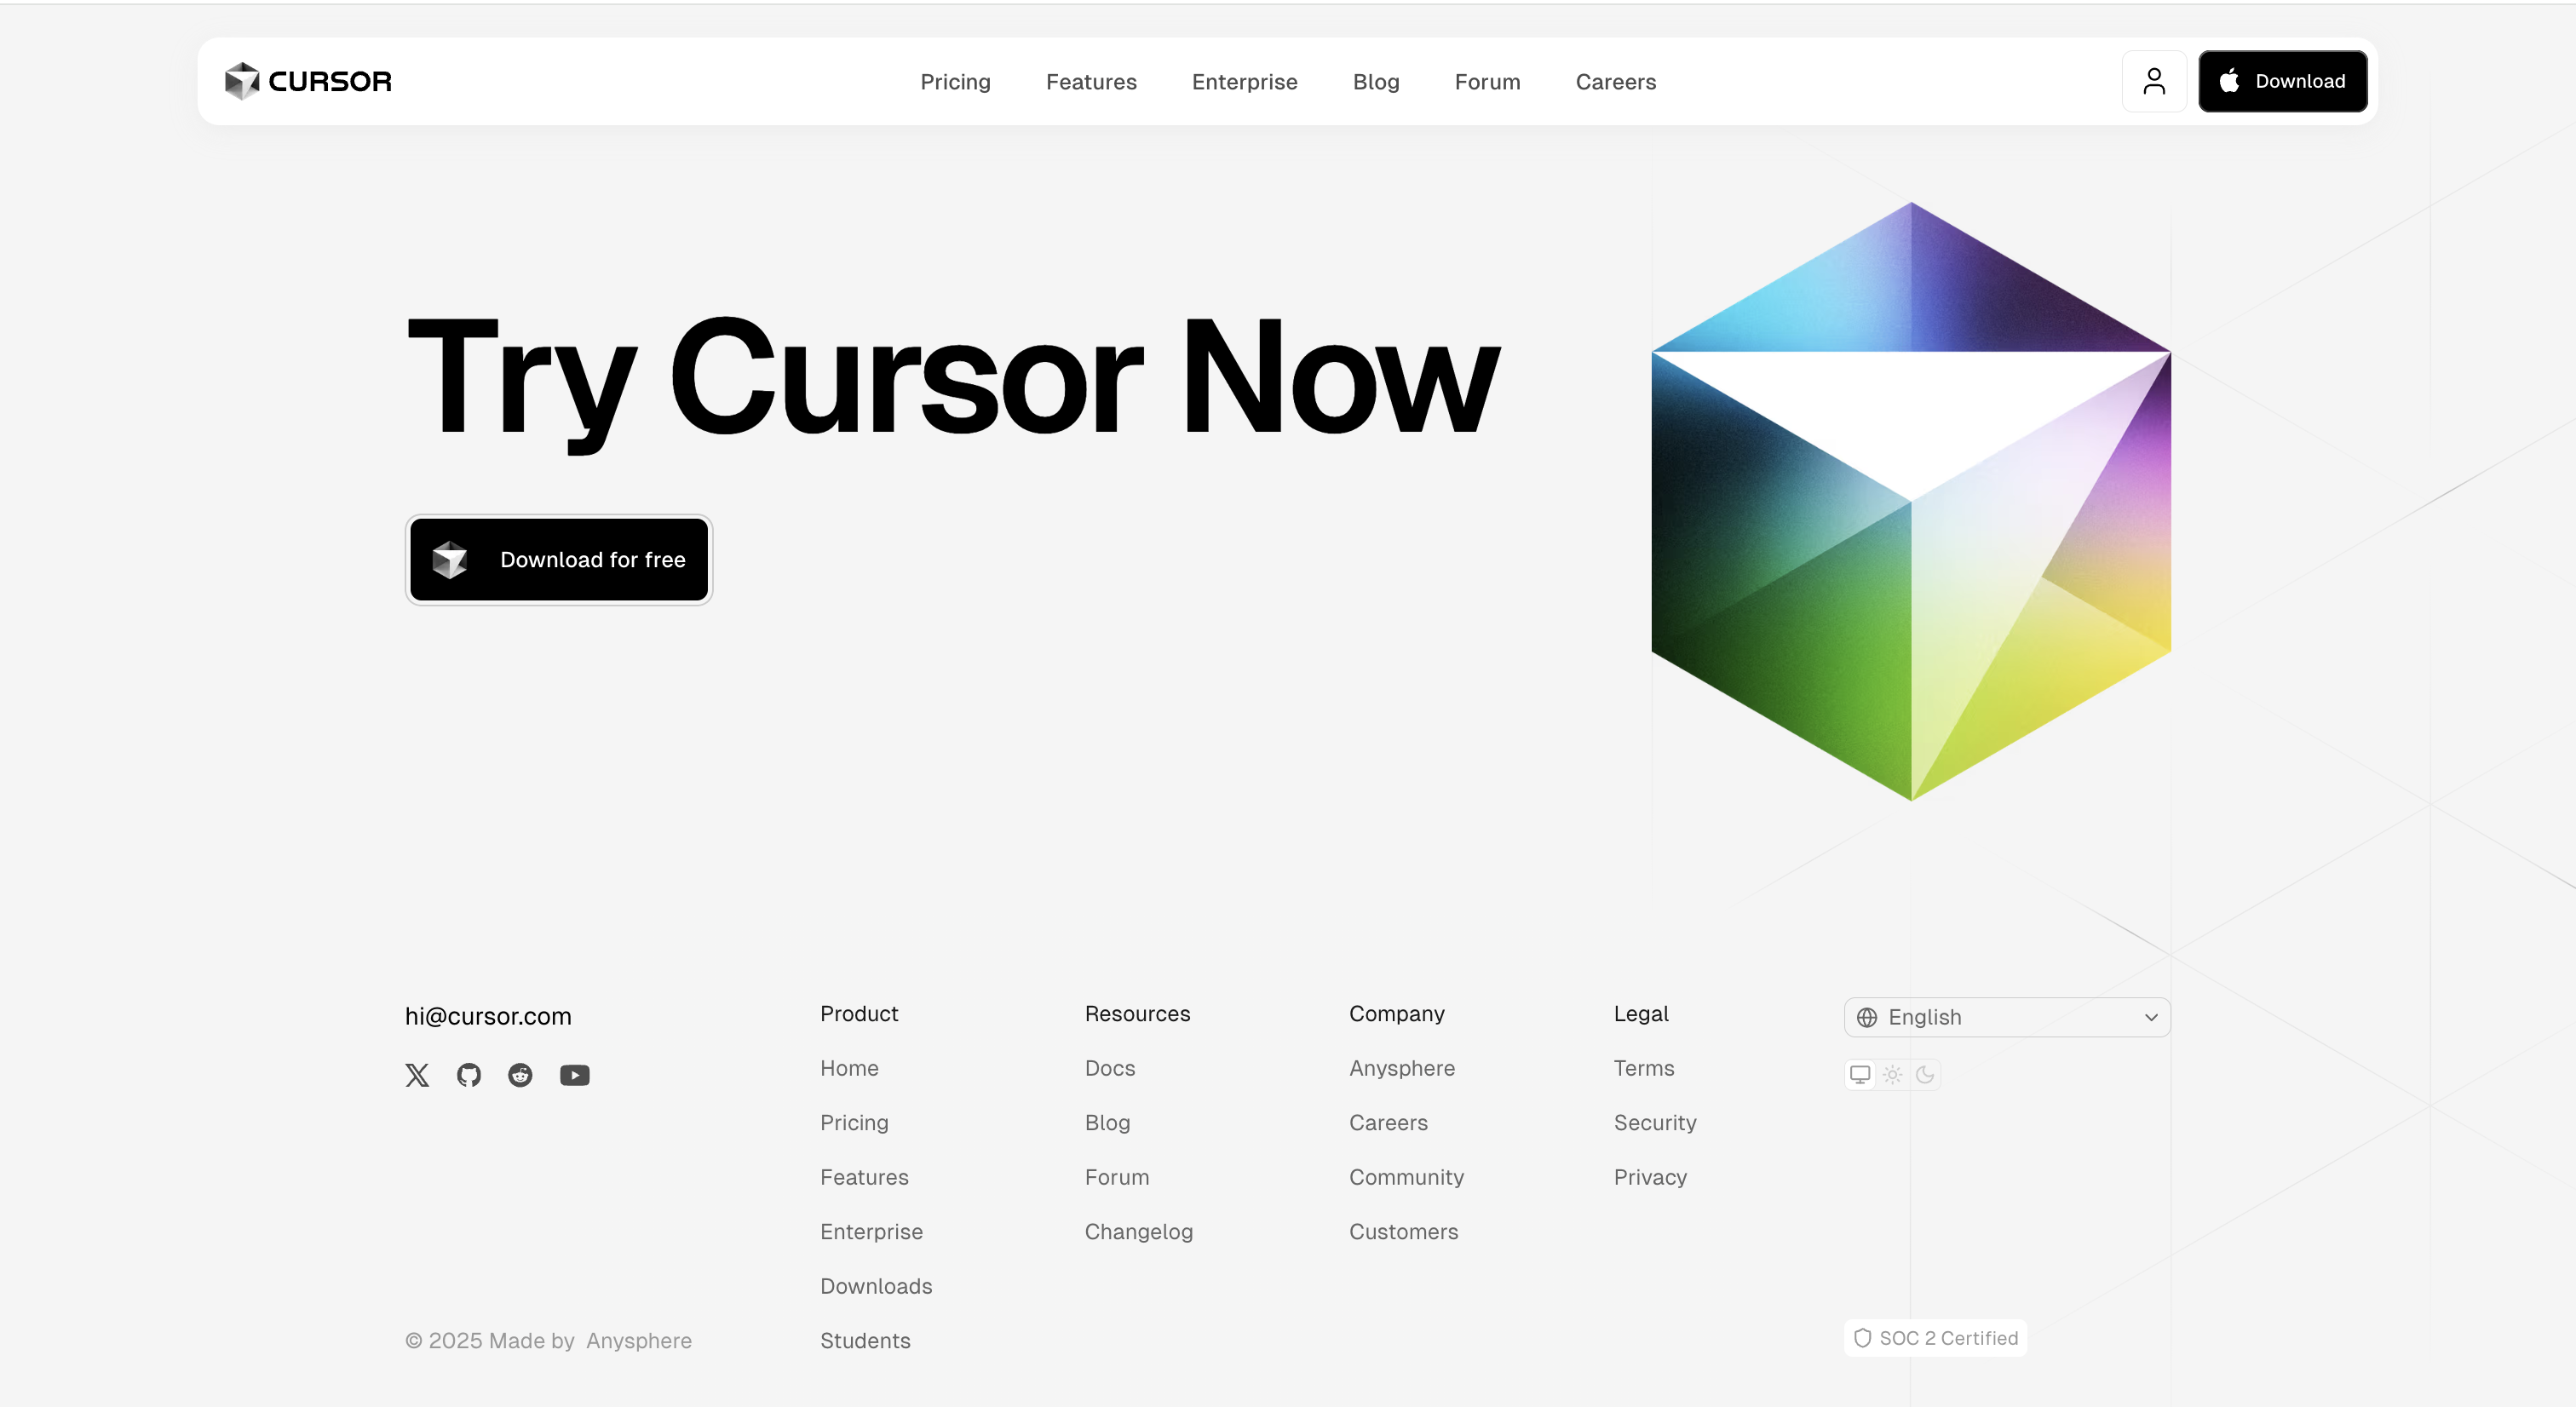 CURSOR
Pricing
Features
Enterprise
Blog
Forum
Careers
Download
Try Cursor Now
Download for free
hi@cursor.com
© 2025 Made by Anysphere
Product
Home
Pricing
Features
Enterprise
Downloads
Students
Resources
Docs
Blog
Forum
Changelog
Company
Anysphere
Careers
Community
Customers
Legal
Terms
Security
Privacy
English
SOC 2 Certified